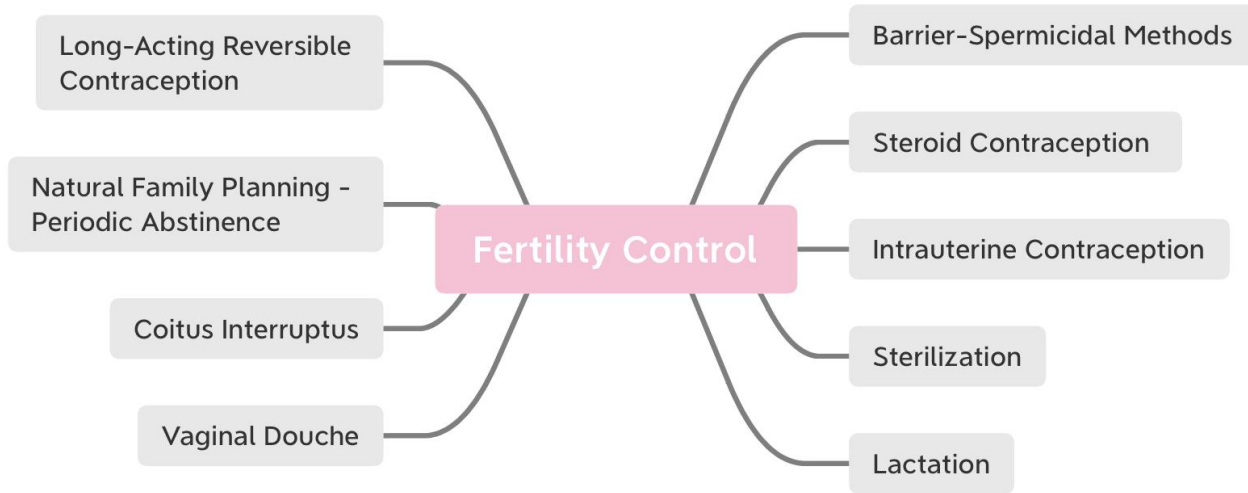 Long-Acting Reversible
Contraception
Natural Family Planning -
Periodic Abstinence
Coitus Interruptus
Vaginal Douche
Fertility Control
Barrier-Spermicidal Methods
Steroid Contraception
Intrauterine Contraception
Sterilization
Lactation